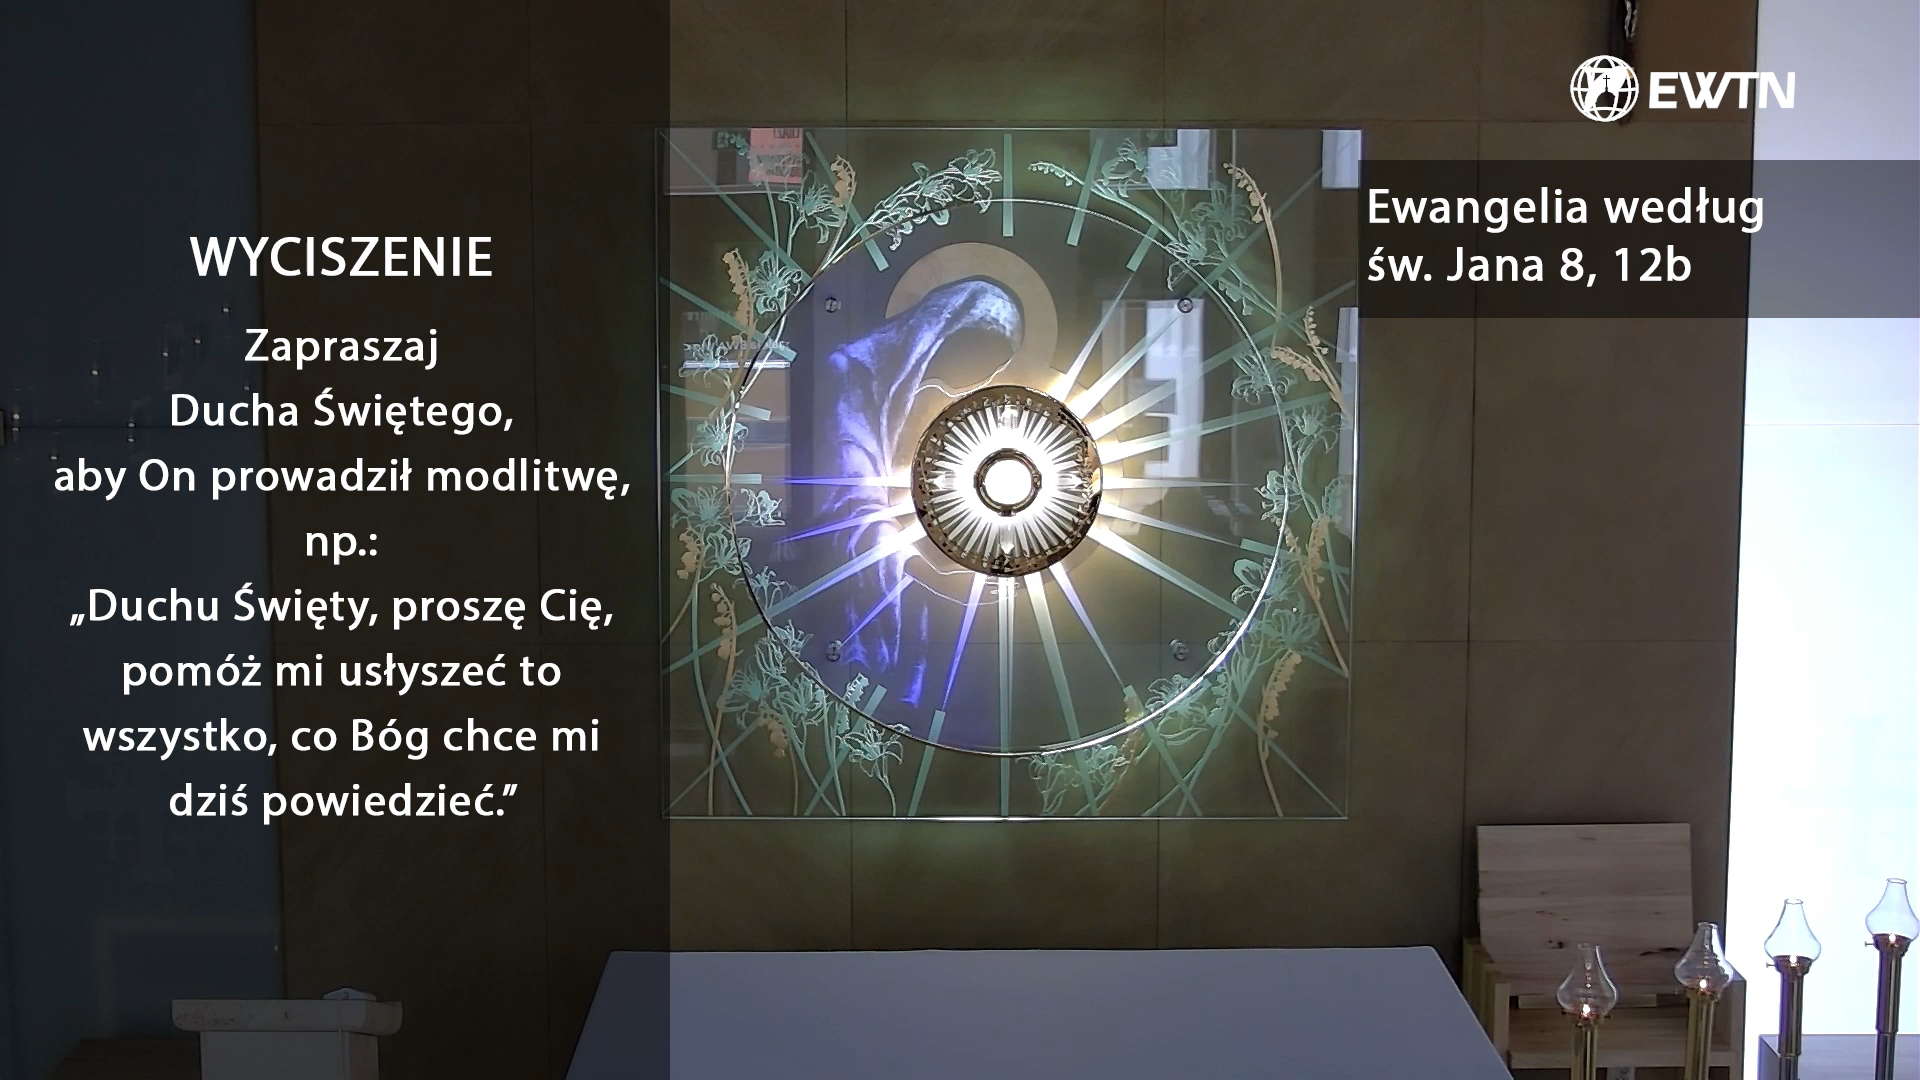 WYCISZENIE
Zapraszaj
Ducha Świętego,
aby On prowadził modlitwę,
np.:
„Duchu Święty, proszę Cię,
pomóż mi usłyszeć to
wszystko, co Bóg chce mi
dziś powiedzieć.”
EWTN
Ewangelia według
św. Jana 8, 12b